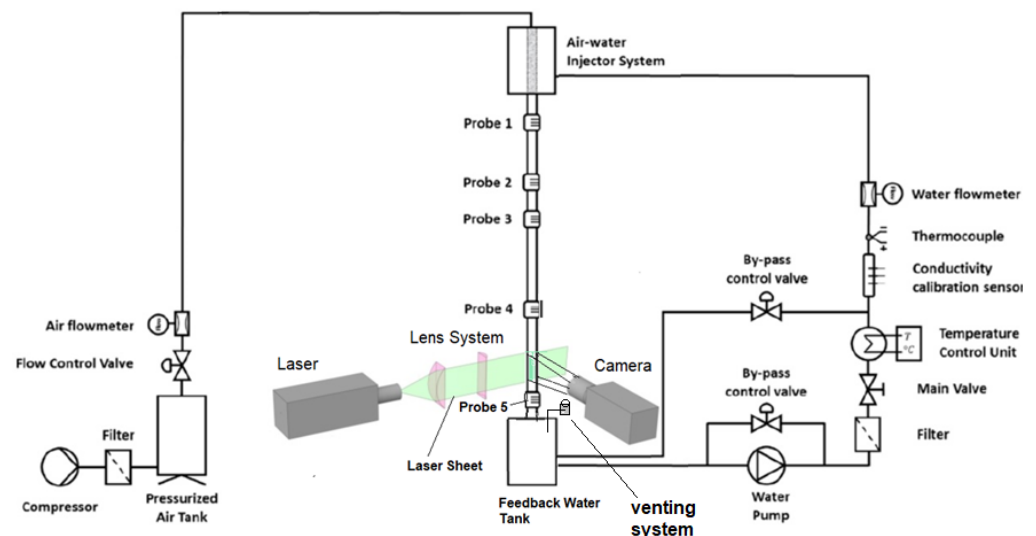 Air-water
Injector System
Probe 1
Probe 2
Probe 3
Water flowmeter
Thermocouple
By-pass
control valve
Conductivity
calibration sensor
Probe 4
Air flowmeter
Lens System
T
°C
Temperature
Control Unit
Flow Control Valve
Laser
Camera
By-pass
control valve
Main Valve
Probe 5
Filter
Filter
Laser Sheet
Compressor
Pressurized
Air Tank
Feedback Water
Tank
venting
system
Water
Pump